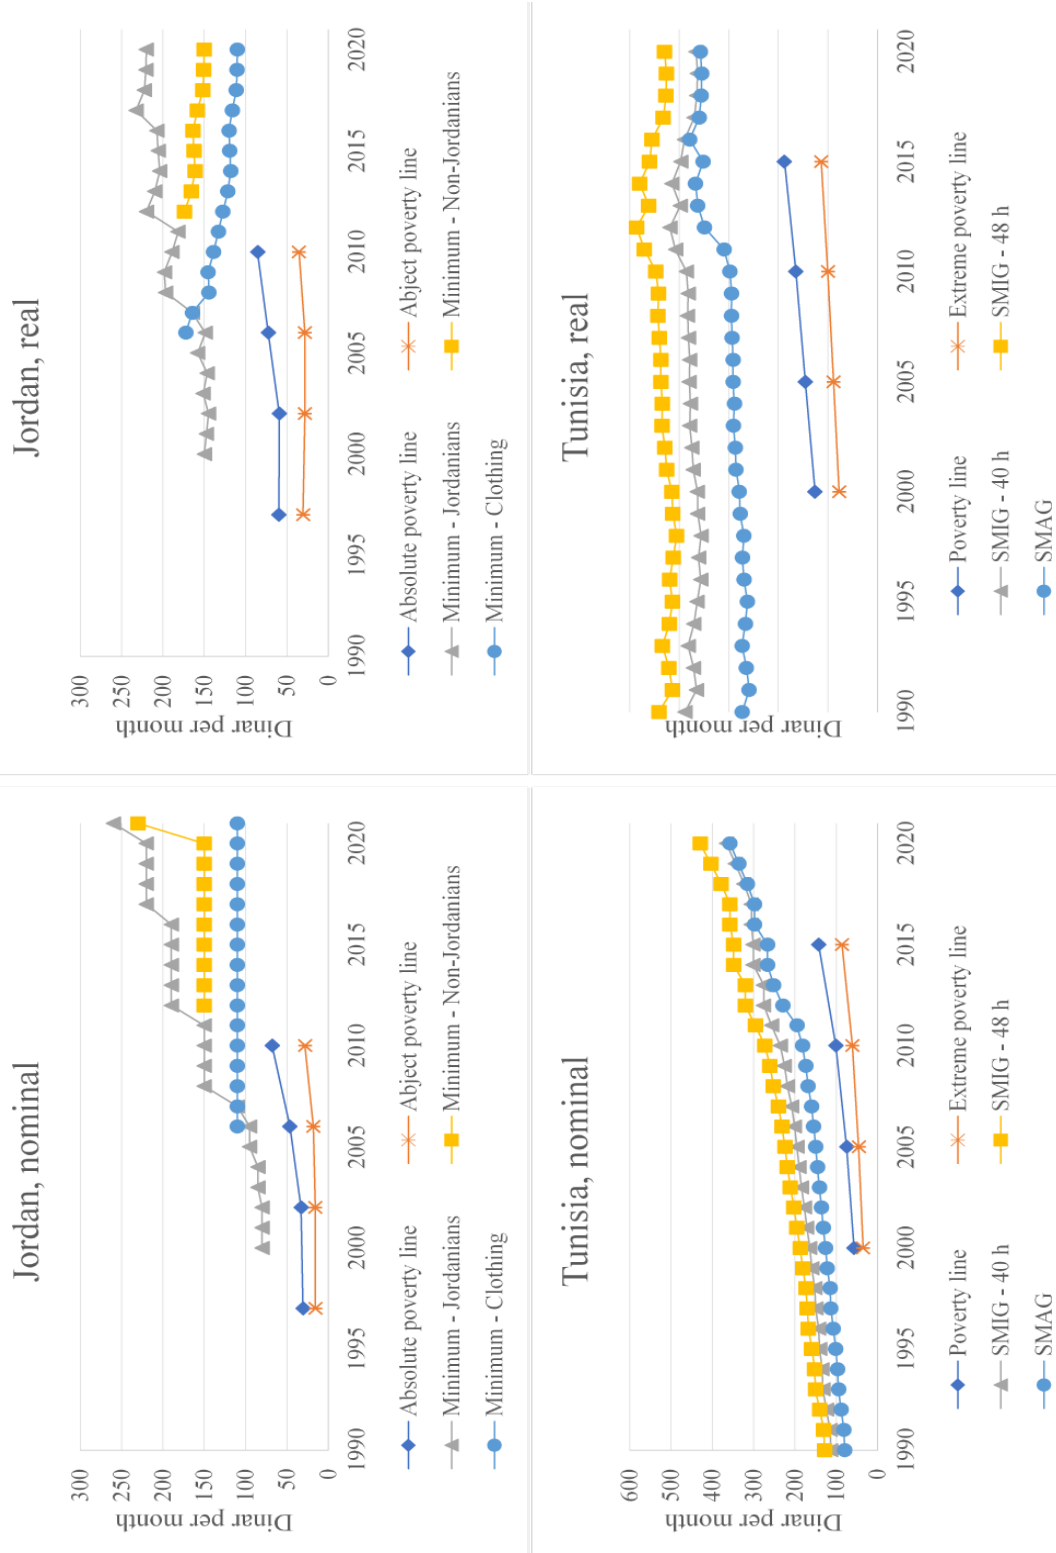 Jordan, nominal
Dinar per month
300
250
200
150
100
50
0
1990 1995 2000 2005 2010 2015 2020
Absolute poverty line Abject poverty line
Minimum - Jordanians Minimum - Non-Jordanians
Minimum - Clothing
Jordan, real
Dinar per month
300
250
200
150
100
50
0
1990 1995 2000 2005 2010 2015 2020
Absolute poverty line Abject poverty line
Minimum - Jordanians Minimum - Non-Jordanians
Minimum - Clothing
Tunisia, nominal
Dinar per month
600
500
400
300
200
100
0
1990 1995 2000 2005 2010 2015 2020
Poverty line Extreme poverty line
SMIG - 40 h SMIG - 48 h
SMAG
Tunisia, real
Dinar per month
1990 1995 2000 2005 2010 2015 2020
Poverty line Extreme poverty line
SMIG - 40 h SMIG - 48 h
SMAG